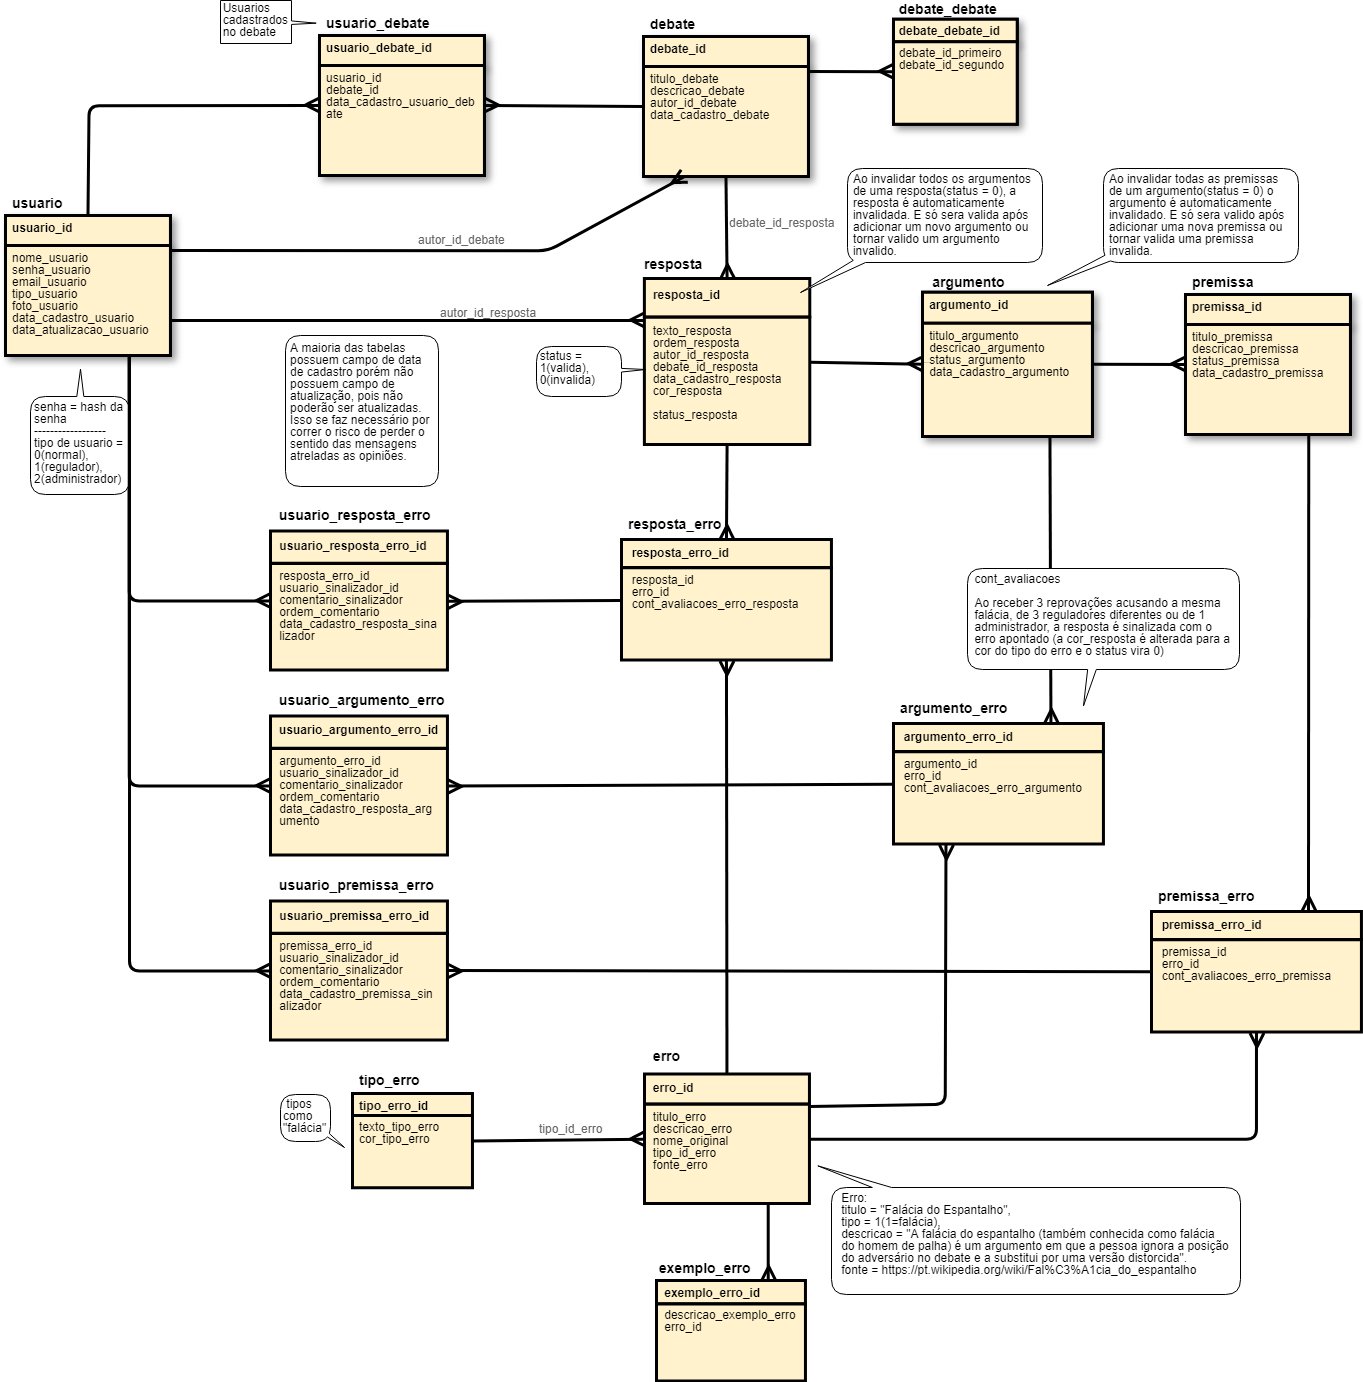 Usuarios
cadastrados
no debate
usuario_debate
usuario_debate_id
usuario_id
debate_id
data_cadastro_usuario_deb
ate
debate
debate_id
titulo_debate
descricao_debate
autor_id_debate
data_cadastro_debate
debate_debate
debate_debate_id
debate_id_primeiro
debate_id_segundo
usuario
usuario_id
nome_usuario
senha_usuario
email_usuario
tipo_usuario
foto_usuario
data_cadastro_usuario
data_atualizacao_usuario
autor_id_debate
debate_id_resposta
autor_id_resposta
Ao invalidar todos os argumentos
de uma resposta(status = 0), a
resposta é automaticamente
invalidada. E só sera valida após
adicionar um novo argumento ou
tornar valido um argumento
invalido.
Ao invalidar todas as premissas
de um argumento(status = 0) o
argumento é automaticamente
invalidado. E só sera valido após
adicionar uma nova premissa ou
tornar valida uma premissa
invalida.
resposta
resposta_id
texto_resposta
ordem_resposta
autor_id_resposta
debate_id_resposta
data_cadastro_resposta
cor_resposta
status_resposta
argumento
argumento_id
titulo_argumento
descricao_argumento
status_argumento
data_cadastro_argumento
premissa
premissa_id
titulo_premissa
descricao_premissa
status_premissa
data_cadastro_premissa
A maioria das tabelas
possuem campo de data
de cadastro porém não
possuem campo de
atualização, pois não
poderão ser atualizadas.
Isso se faz necessário por
correr o risco de perder o
sentido das mensagens
atreladas as opiniões.
status =
1(valida),
0(invalida)
senha = hash da
senha
------------------
tipo de usuario =
0(normal),
1(regulador),
2(administrador)
usuario_resposta_erro
usuario_resposta_erro_id
resposta_erro_id
usuario_sinalizador_id
comentario_sinalizador
ordem_comentario
data_cadastro_resposta_sina
lizador
resposta_erro
resposta_erro_id
resposta_id
erro_id
cont_avaliacoes_erro_resposta
cont_avaliacoes
Ao receber 3 reprovações acusando a mesma
falácia, de 3 reguladores diferentes ou de 1
administrador, a resposta é sinalizada com o
erro apontado (a cor_resposta é alterada para a
cor do tipo do erro e o status vira 0)
usuario_argumento_erro
usuario_argumento_erro_id
argumento_erro_id
usuario_sinalizador_id
comentario_sinalizador
ordem_comentario
data_cadastro_resposta_arg
umento
argumento_erro
argumento_erro_id
argumento_id
erro_id
cont_avaliacoes_erro_argumento
usuario_premissa_erro
usuario_premissa_erro_id
premissa_erro_id
usuario_sinalizador_id
comentario_sinalizador
ordem_comentario
data_cadastro_premissa_sin
alizador
premissa_erro
premissa_erro_id
premissa_id
erro_id
cont_avaliacoes_erro_premissa
tipos
como
"falácia"
tipo_erro
tipo_erro_id
texto_tipo_erro
cor_tipo_erro
tipo_id_erro
erro
erro_id
titulo_erro
descricao_erro
nome_original
tipo_id_erro
fonte_erro
Erro:
titulo = "Falácia do Espantalho",
tipo = 1(1=falácia),
descricao = "A falácia do espantalho (também conhecida como falácia
do homem de palha) é um argumento em que a pessoa ignora a posição
do adversário no debate e a substitui por uma versão distorcida".
fonte = https://pt.wikipedia.org/wiki/Fal%C3%A1cia_do_espantalho
exemplo_erro
exemplo_erro_id
descricao_exemplo_erro
erro_id